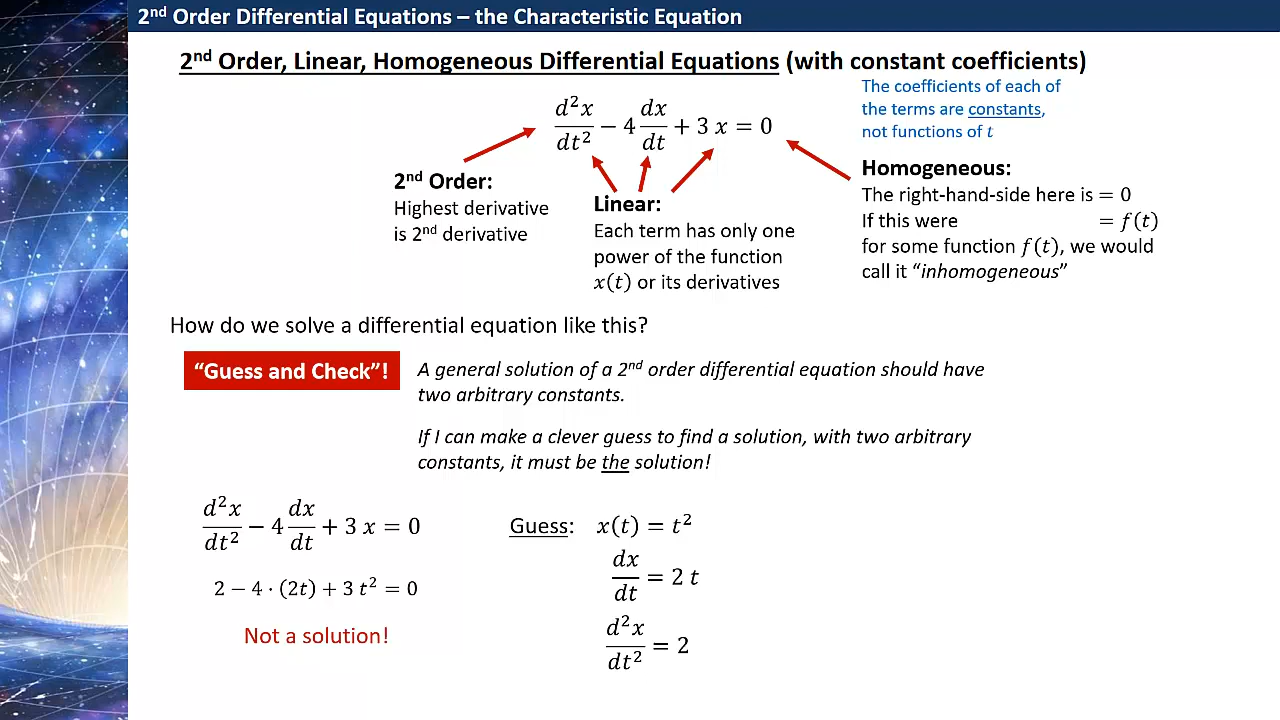 2nd Order Differential Equations – the Characteristic Equation
2nd Order, Linear, Homogeneous Differential Equations (with constant coefficients)
The coefficients of each of
the terms are constants,
not functions of t
d²x/dt² − 4 dx/dt + 3 x = 0
2nd Order:
Highest derivative
is 2nd derivative
Linear:
Each term has only one
power of the function
x(t) or its derivatives
Homogeneous:
The right-hand-side here is = 0
If this were = f(t)
for some function f(t), we would
call it “inhomogeneous”
How do we solve a differential equation like this?
“Guess and Check”!
A general solution of a 2nd order differential equation should have
two arbitrary constants.
If I can make a clever guess to find a solution, with two arbitrary
constants, it must be the solution!
d²x/dt² − 4 dx/dt + 3 x = 0
2 − 4 · (2t) + 3 t² = 0
Not a solution!
Guess: x(t) = t²
dx/dt = 2 t
d²x/dt² = 2